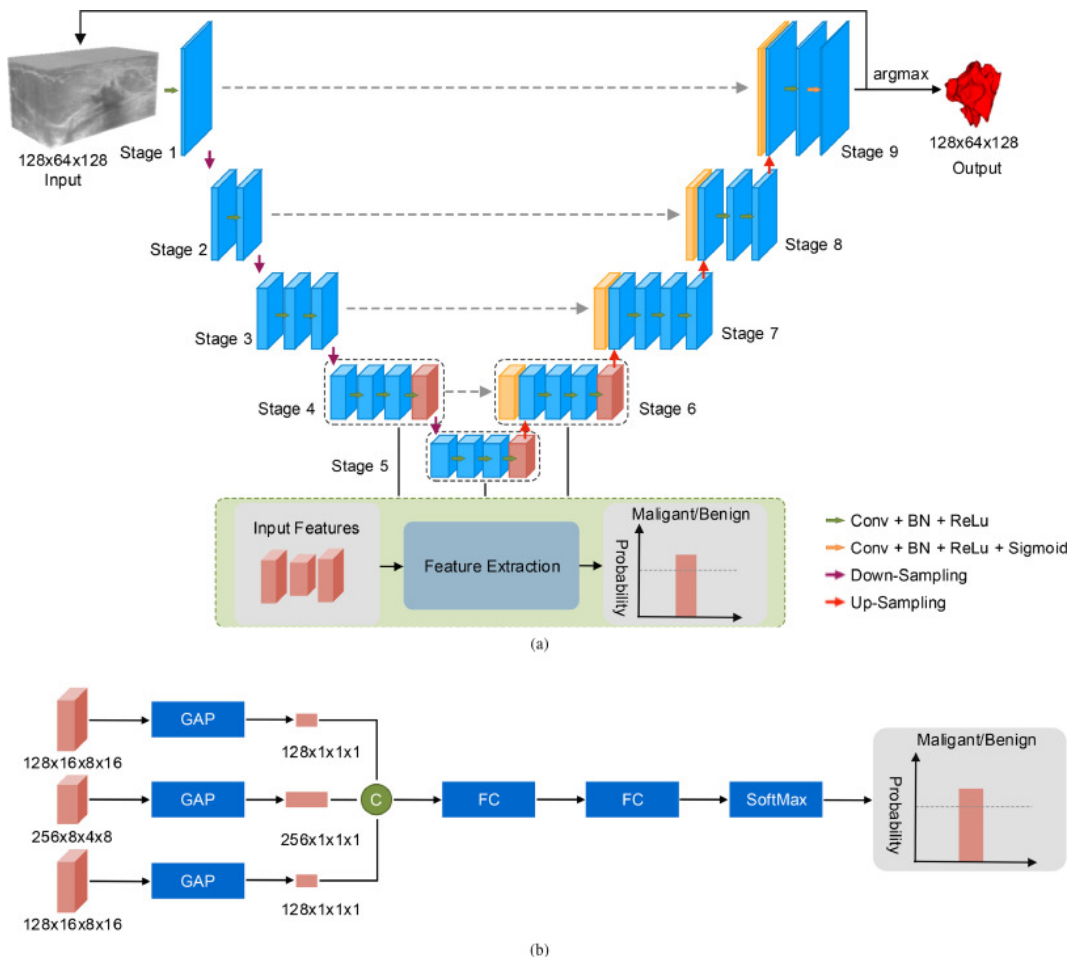 argmax
128x64x128
Input
Stage 1
Stage 9
128x64x128
Output
Stage 2
Stage 8
Stage 3
Stage 7
Stage 4
Stage 6
Stage 5
Input Features
Feature Extraction
Maligant/Benign
Probability
Conv + BN + ReLu
Conv + BN + ReLu + Sigmoid
Down-Sampling
Up-Sampling
(a)
GAP
128x16x8x16
128x1x1x1
GAP
256x8x4x8
256x1x1x1
GAP
128x16x8x16
128x1x1x1
C
FC
FC
SoftMax
Maligant/Benign
Probability
(b)